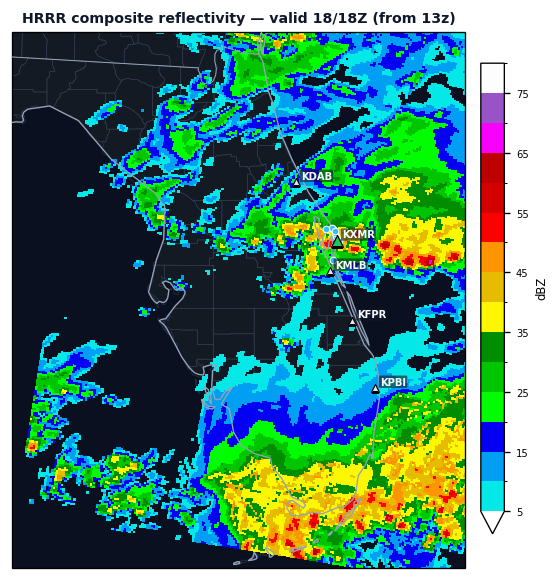 HRRR composite reflectivity — valid 18/18Z (from 13z)
KDAB
KXMR
KMLB
KFPR
KPBI
75
65
55
45
35
25
15
5
dBZ